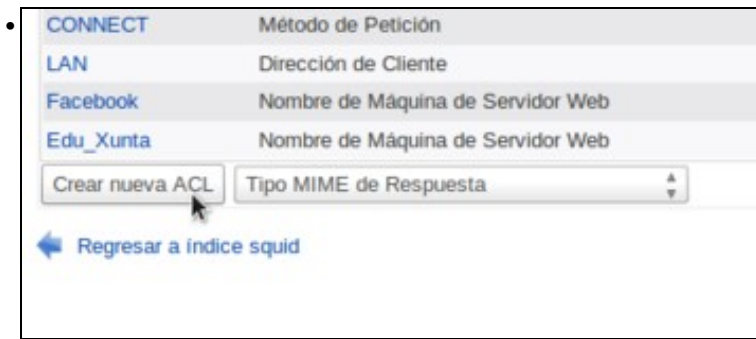 CONNECT Método de Petición
LAN Dirección de Cliente
Facebook Nombre de Máquina de Servidor Web
Edu_Xunta Nombre de Máquina de Servidor Web
Crear nueva ACL Tipo MIME de Respuesta
Regresar a índice squid